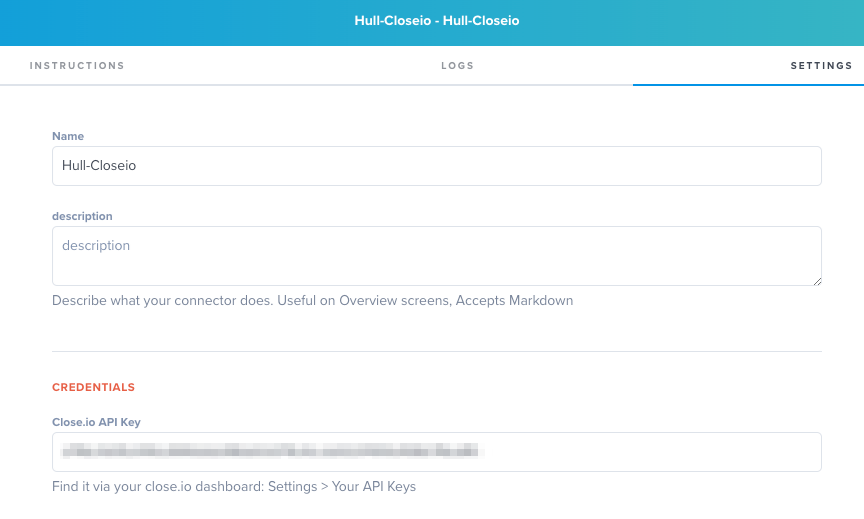 Hull-Closeio - Hull-Closeio
INSTRUCTIONS
LOGS
SETTINGS
Name
Hull-Closeio
description
description
Describe what your connector does. Useful on Overview screens, Accepts Markdown
CREDENTIALS
Close.io API Key
Find it via your close.io dashboard: Settings > Your API Keys